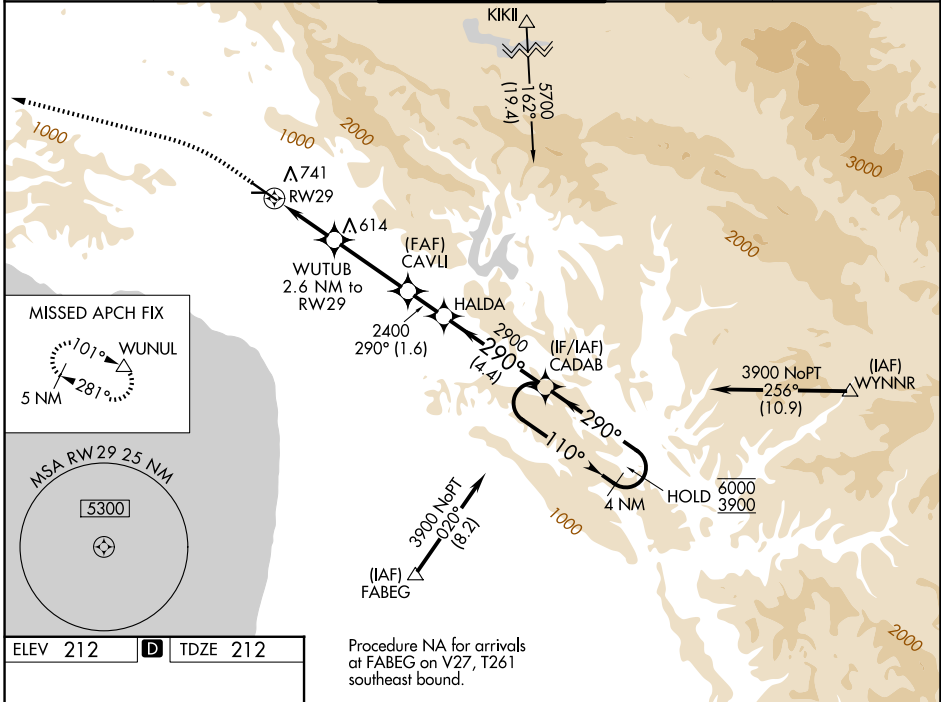 KIKII
5700
162°
(19.4)
1000
1000
2000
3000
2000
741
RW29
614
WUTUB
2.6 NM to
RW29
(FAF)
CAVLI
HALDA
2400
290° (1.6)
2900
290°
(4.4)
(IF/IAF)
CADAB
290°
110°
4 NM
HOLD 6000
3900
3900 NoPT
256°
(10.9)
(IAF)
WYNNR
MISSED APCH FIX
101°
WUNUL
281°
5 NM
MSA RW29 25 NM
5300
3900 NoPT
020°
(8.2)
(IAF)
FABEG
1000
2000
ELEV 212 D TDZE 212
Procedure NA for arrivals
at FABEG on V27, T261
southeast bound.